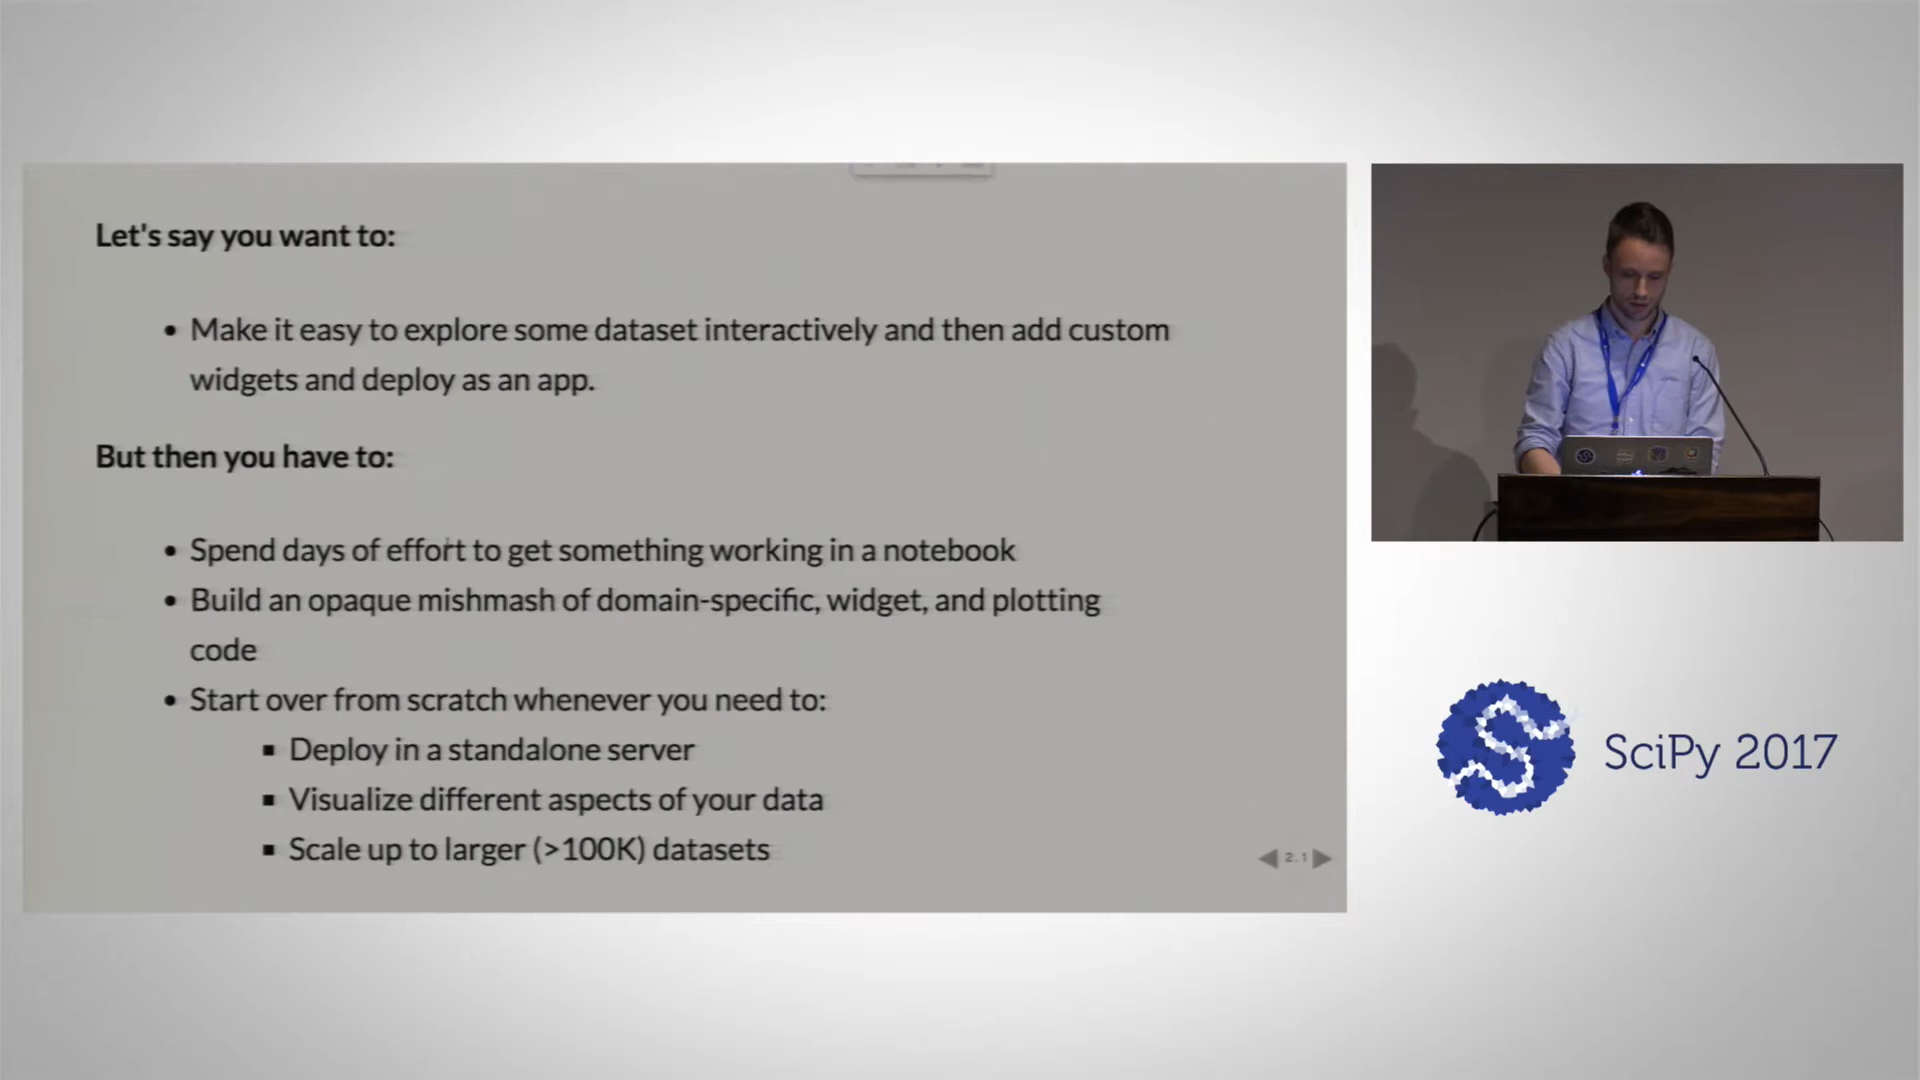 Let's say you want to:
• Make it easy to explore some dataset interactively and then add custom
widgets and deploy as an app.
But then you have to:
• Spend days of effort to get something working in a notebook
• Build an opaque mishmash of domain-specific, widget, and plotting
code
• Start over from scratch whenever you need to:
▪ Deploy in a standalone server
▪ Visualize different aspects of your data
▪ Scale up to larger (>100K) datasets
2.1
SciPy 2017